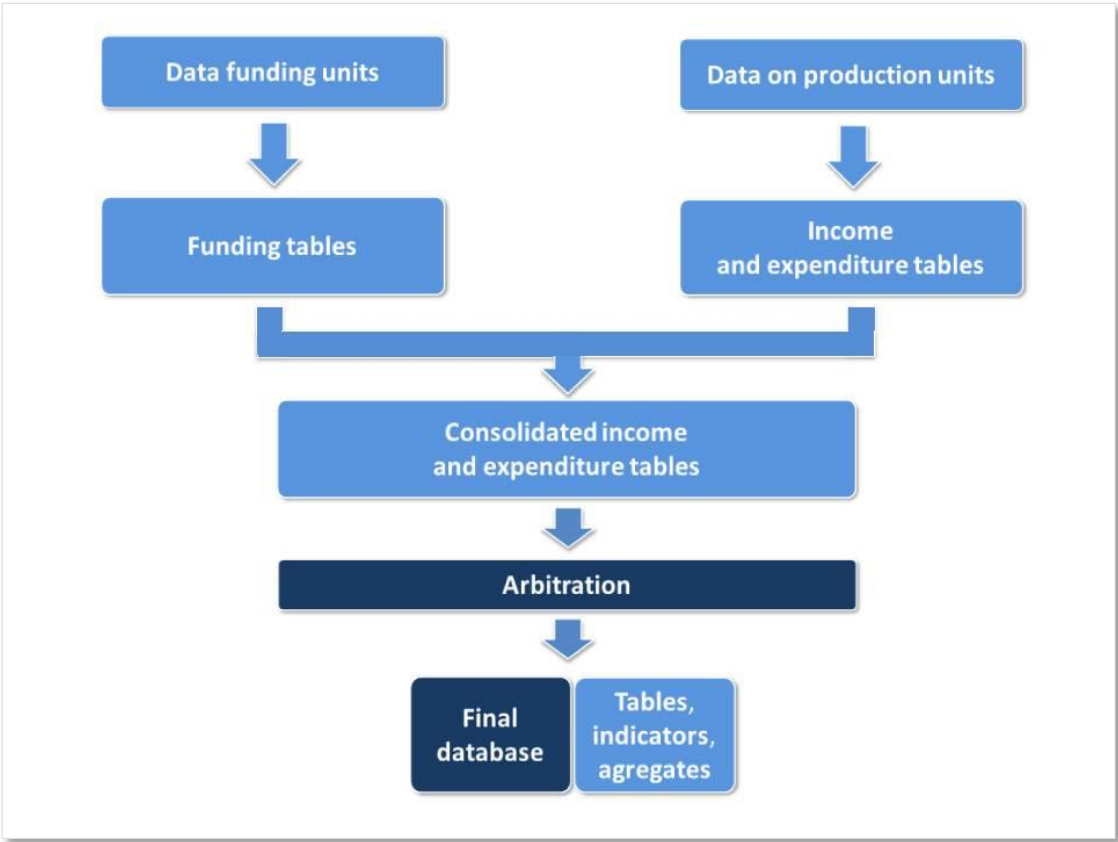 Data funding units
Data on production units
Funding tables
Income
and expenditure tables
Consolidated income
and expenditure tables
Arbitration
Final
database
Tables,
indicators,
agregates